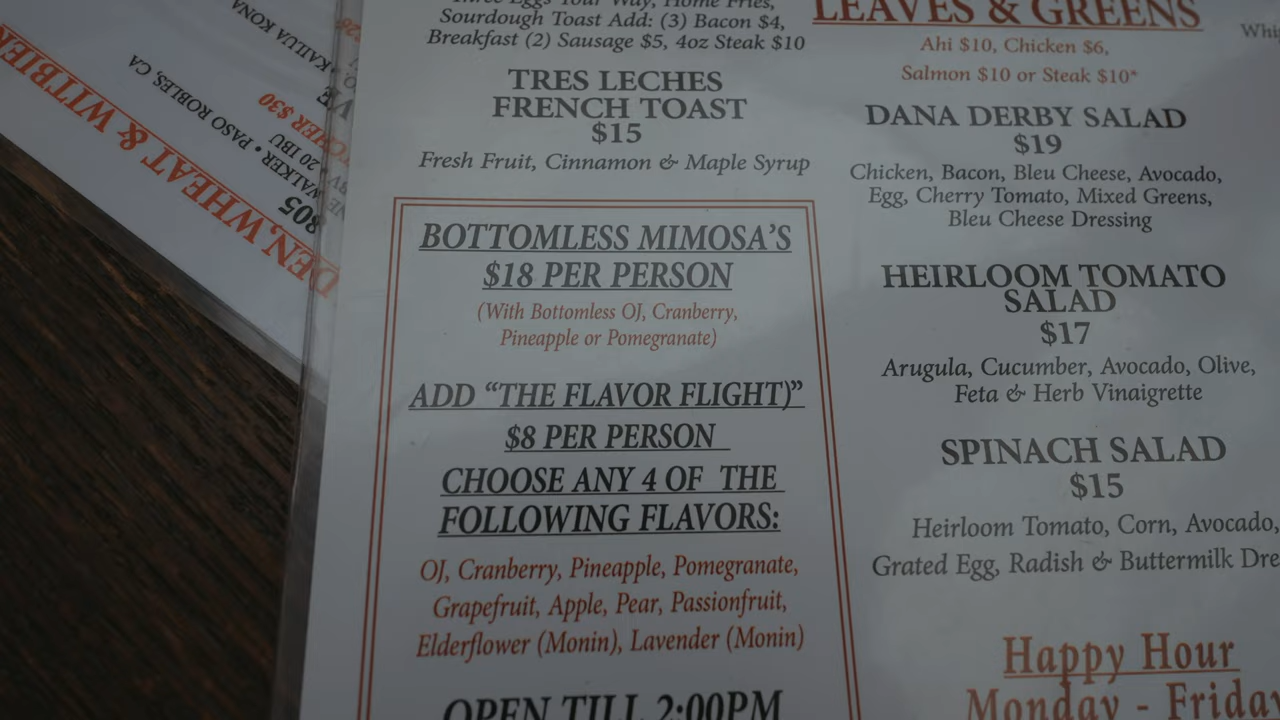 Sourdough Toast Add: (3) Bacon $4,
Breakfast (2) Sausage $5, 4oz Steak $10
TRES LECHES
FRENCH TOAST
$15
Fresh Fruit, Cinnamon & Maple Syrup
BOTTOMLESS MIMOSA'S
$18 PER PERSON
(With Bottomless OJ, Cranberry,
Pineapple or Pomegranate)
ADD “THE FLAVOR FLIGHT)”
$8 PER PERSON
CHOOSE ANY 4 OF THE
FOLLOWING FLAVORS:
OJ, Cranberry, Pineapple, Pomegranate,
Grapefruit, Apple, Pear, Passionfruit,
Elderflower (Monin), Lavender (Monin)
OPEN TILL 2:00PM
LEAVES & GREENS
Ahi $10, Chicken $6,
Salmon $10 or Steak $10*
DANA DERBY SALAD
$19
Chicken, Bacon, Bleu Cheese, Avocado,
Egg, Cherry Tomato, Mixed Greens,
Bleu Cheese Dressing
HEIRLOOM TOMATO
SALAD
$17
Arugula, Cucumber, Avocado, Olive,
Feta & Herb Vinaigrette
SPINACH SALAD
$15
Heirloom Tomato, Corn, Avocado,
Grated Egg, Radish & Buttermilk Dre
Happy Hour
Monday - Friday
WHEAT & WITBIER
805
WALKER • PASO ROBLES, CA
20 IBU
$30
KAILUA KONA